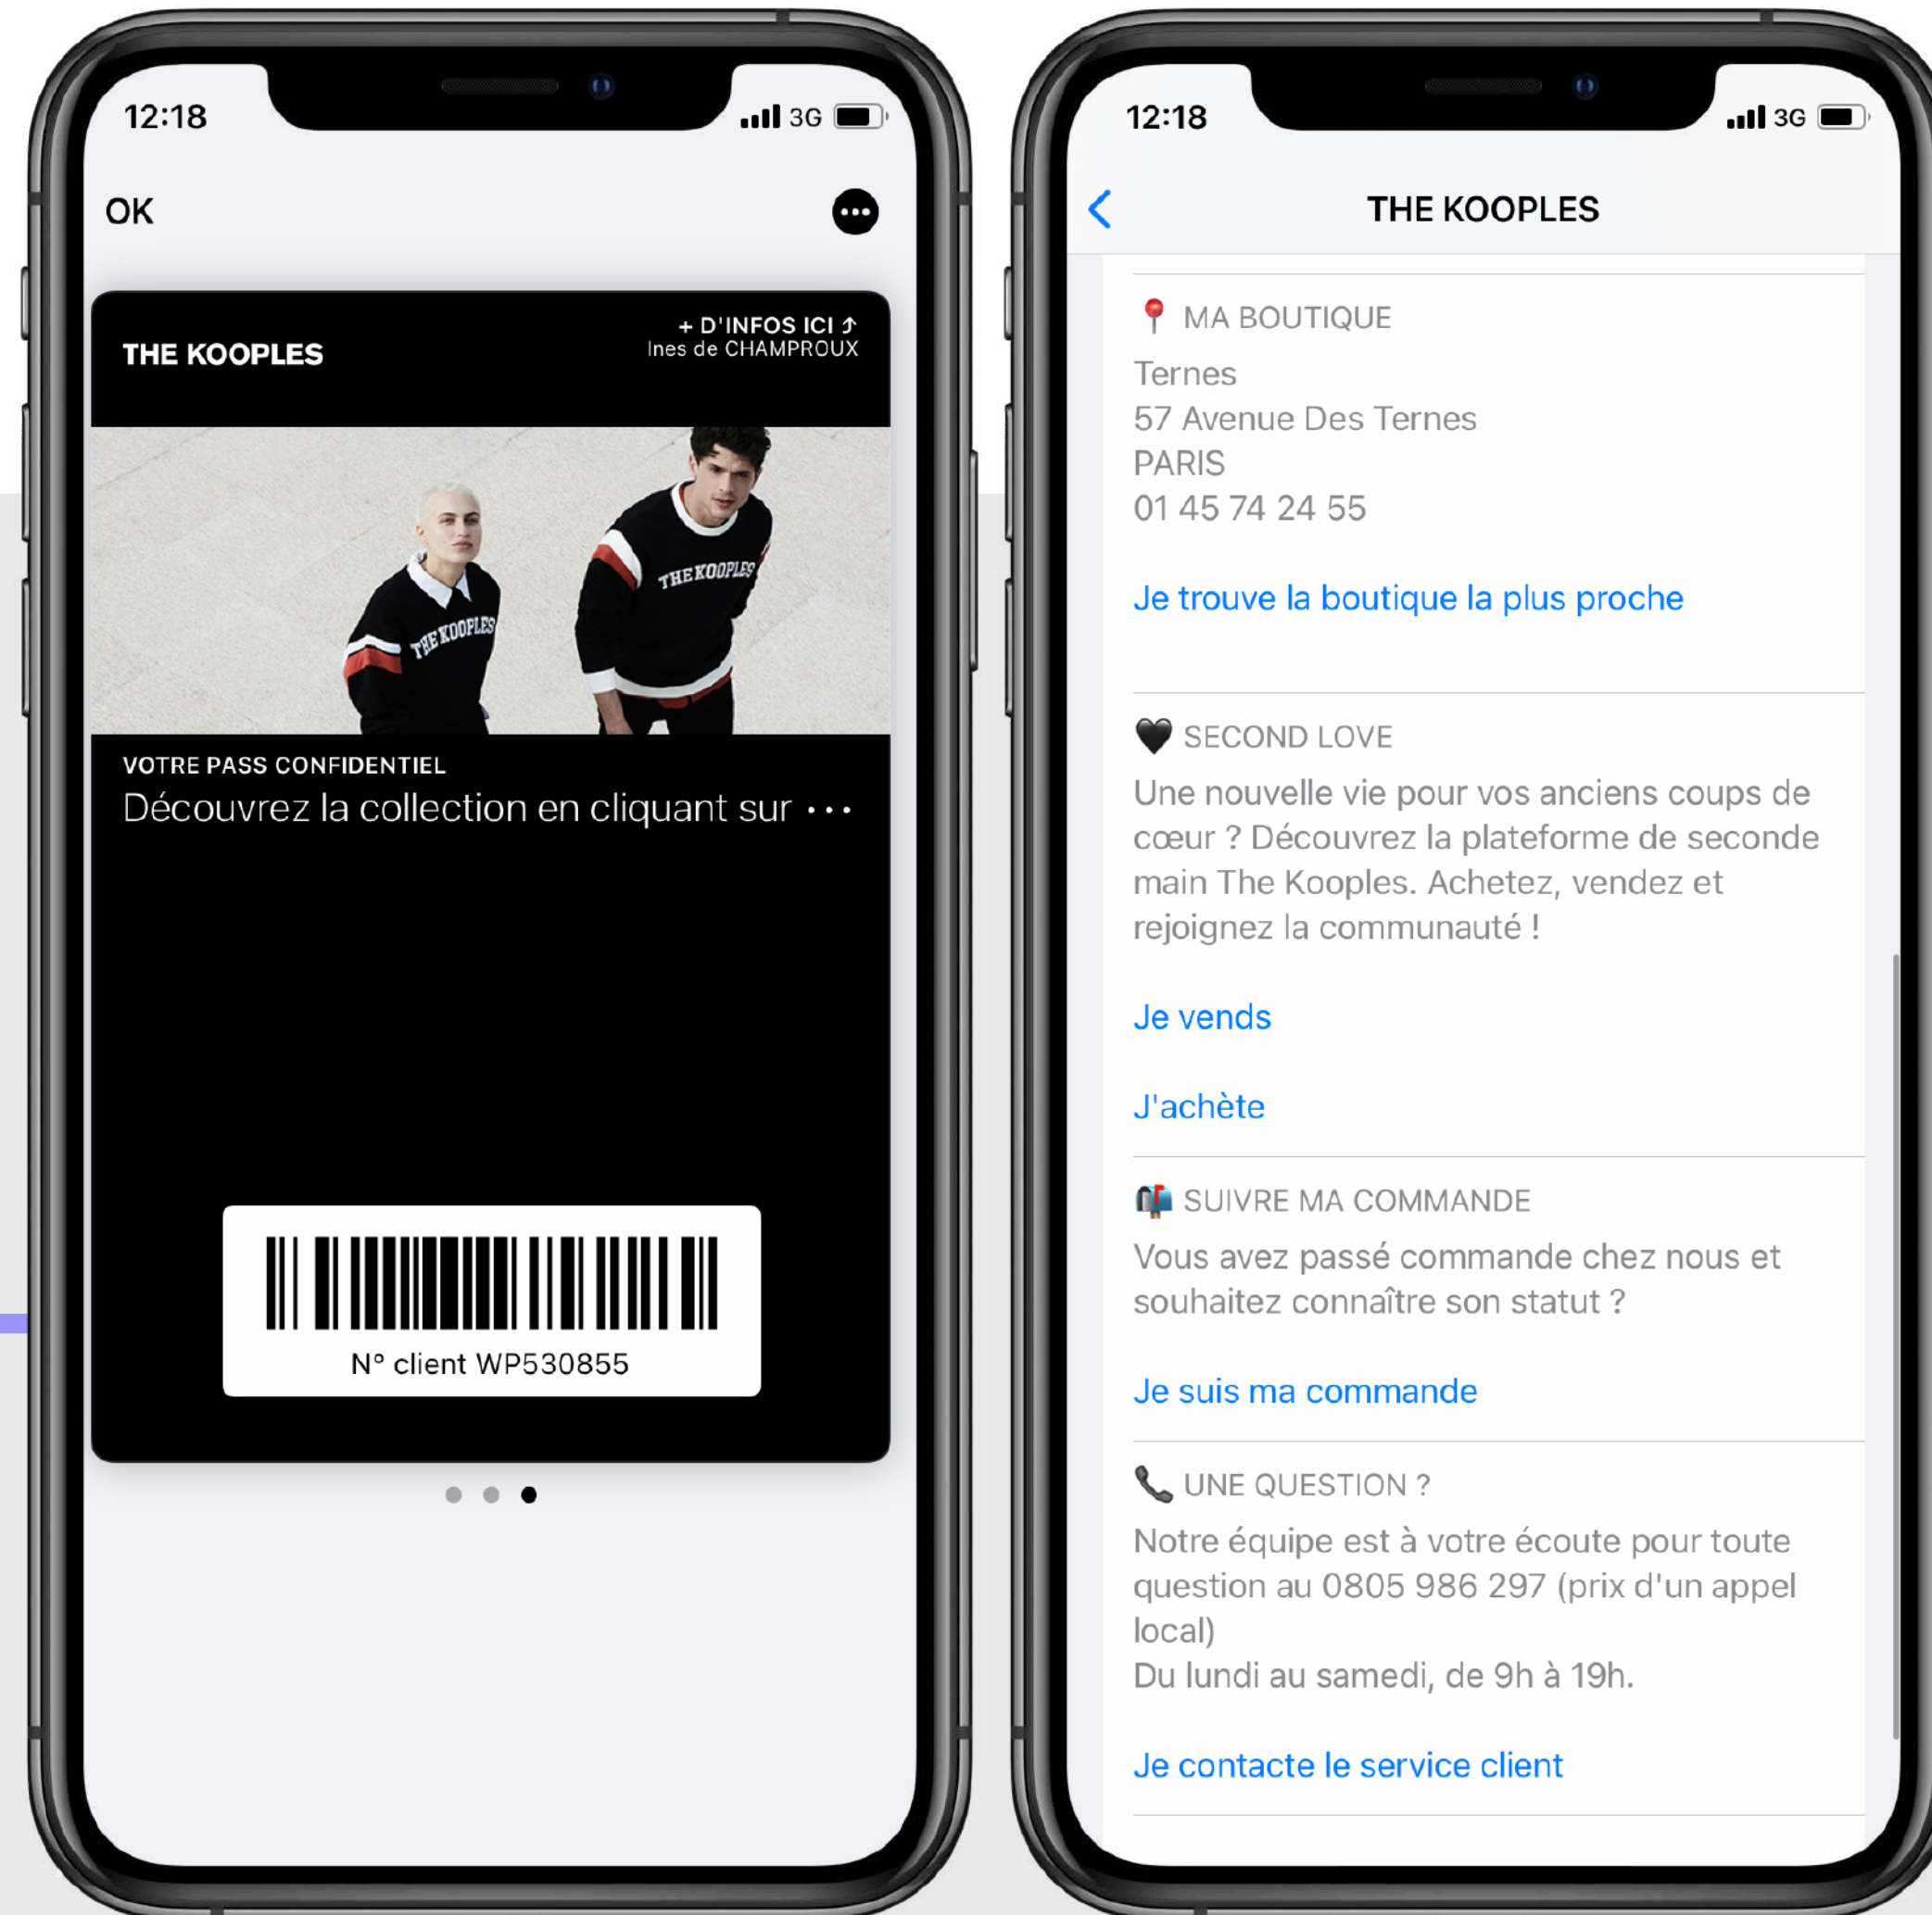 12:18
3G
OK
THE KOOPLES
+ D'INFOS ICI ⤴
Ines de CHAMPROUX
THE KOOPLES
THE KOOPLES
VOTRE PASS CONFIDENTIEL
Découvrez la collection en cliquant sur ···
N° client WP530855
12:18
3G
THE KOOPLES
📍 MA BOUTIQUE
Ternes
57 Avenue Des Ternes
PARIS
01 45 74 24 55
Je trouve la boutique la plus proche
🖤 SECOND LOVE
Une nouvelle vie pour vos anciens coups de
cœur ? Découvrez la plateforme de seconde
main The Kooples. Achetez, vendez et
rejoignez la communauté !
Je vends
J'achète
📬 SUIVRE MA COMMANDE
Vous avez passé commande chez nous et
souhaitez connaître son statut ?
Je suis ma commande
📞 UNE QUESTION ?
Notre équipe est à votre écoute pour toute
question au 0805 986 297 (prix d'un appel
local)
Du lundi au samedi, de 9h à 19h.
Je contacte le service client